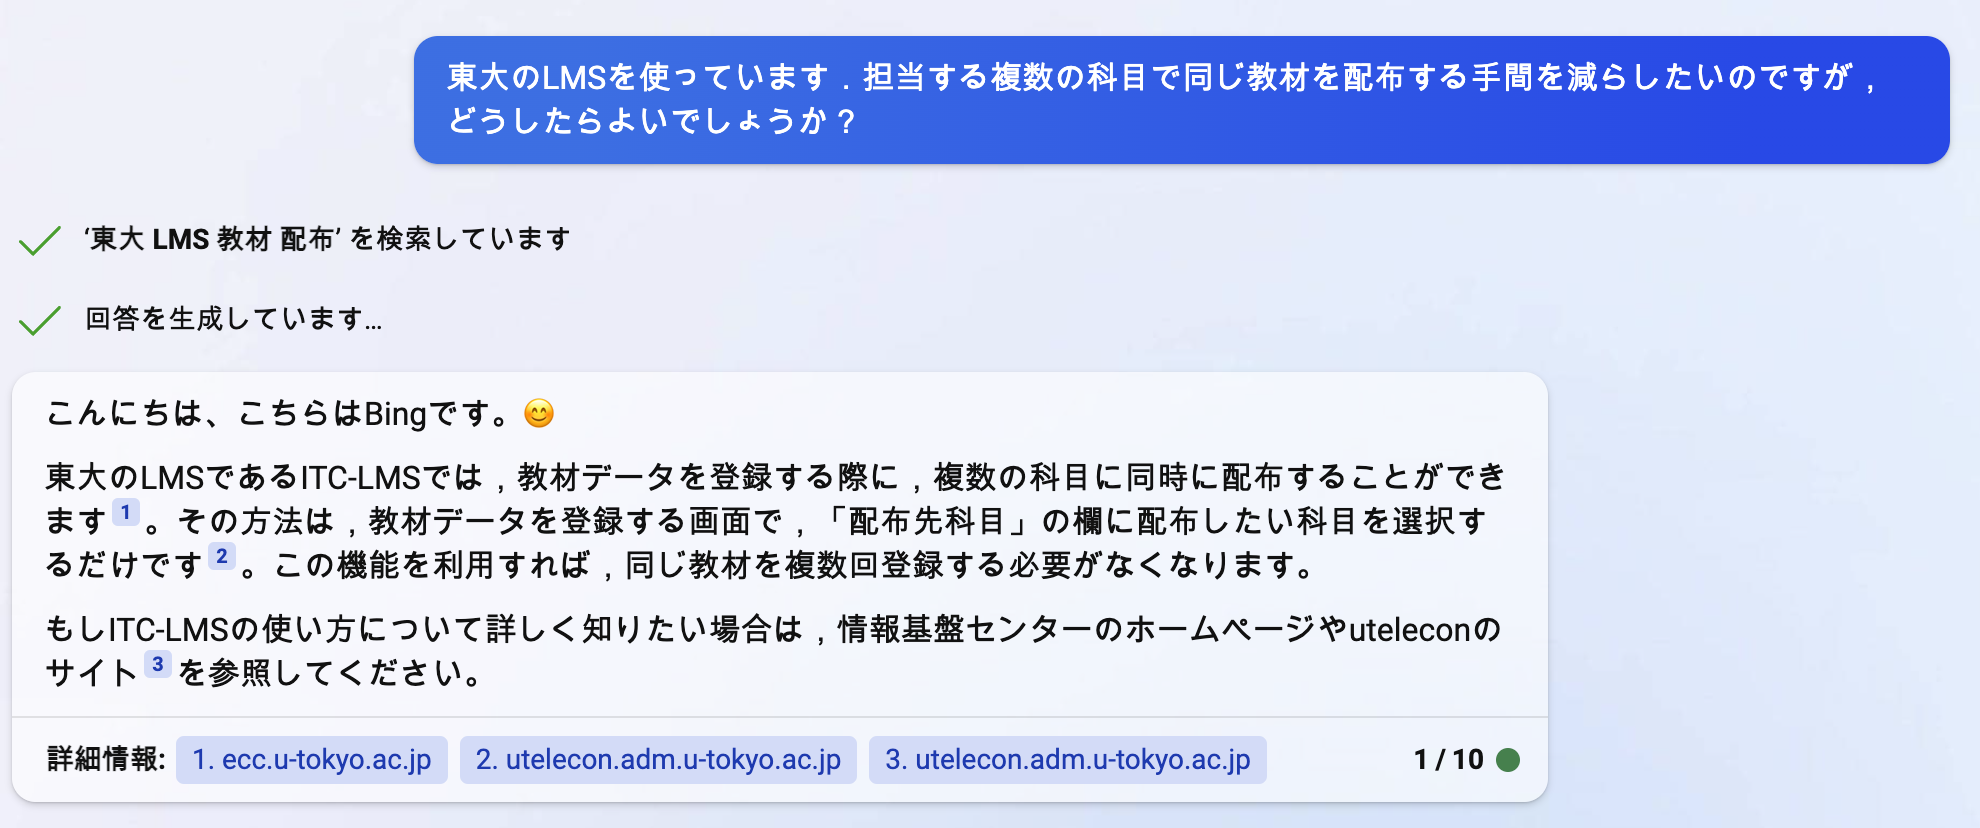 東大のLMSを使っています．担当する複数の科目で同じ教材を配布する手間を減らしたいのですが，
どうしたらよいでしょうか？
‘東大 LMS 教材 配布’ を検索しています
回答を生成しています…
こんにちは、こちらはBingです。😊
東大のLMSであるITC-LMSでは，教材データを登録する際に，複数の科目に同時に配布することができ
ます 1 。その方法は，教材データを登録する画面で，「配布先科目」の欄に配布したい科目を選択す
るだけです 2 。この機能を利用すれば，同じ教材を複数回登録する必要がなくなります。
もしITC-LMSの使い方について詳しく知りたい場合は，情報基盤センターのホームページやuteleconの
サイト 3 を参照してください。
詳細情報: 1. ecc.u-tokyo.ac.jp 2. utelecon.adm.u-tokyo.ac.jp 3. utelecon.adm.u-tokyo.ac.jp 1 / 10